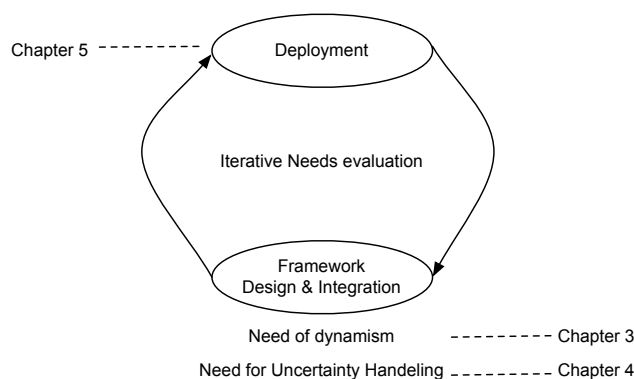 Deployment
Chapter 5
Iterative Needs evaluation
Framework
Design & Integration
Need of dynamism
Chapter 3
Need for Uncertainty Handeling
Chapter 4